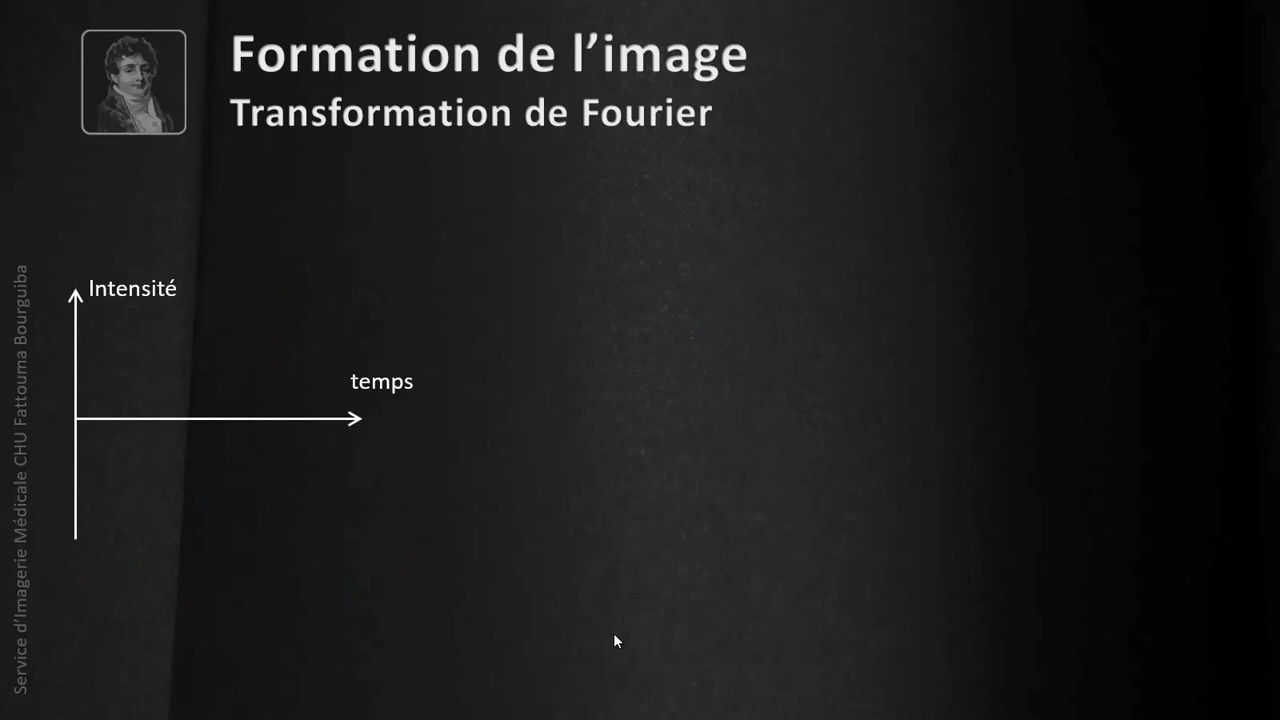 Formation de l’image
Transformation de Fourier
Intensité
temps
Service d’Imagerie Médicale CHU Fattouma Bourguiba